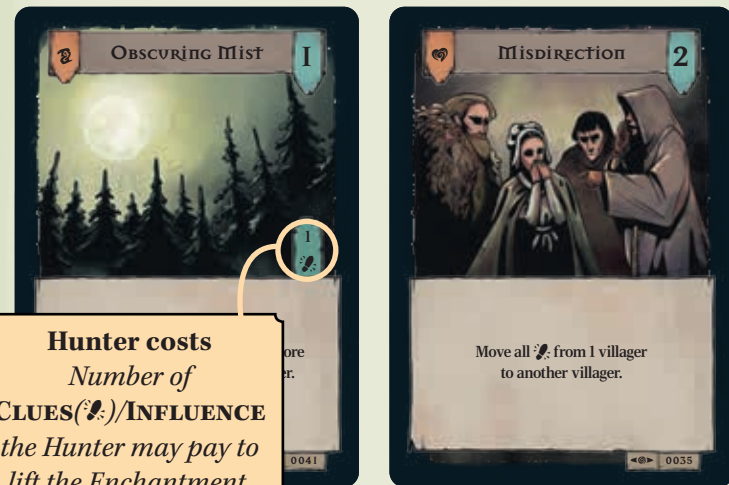 Obscuring Mist
I
1
ore
r.
0041
Hunter costs
Number of
Clues()/Influence
the Hunter may pay to
lift the Enchantment
Misdirection
2
Move all from 1 villager
to another villager.
0035